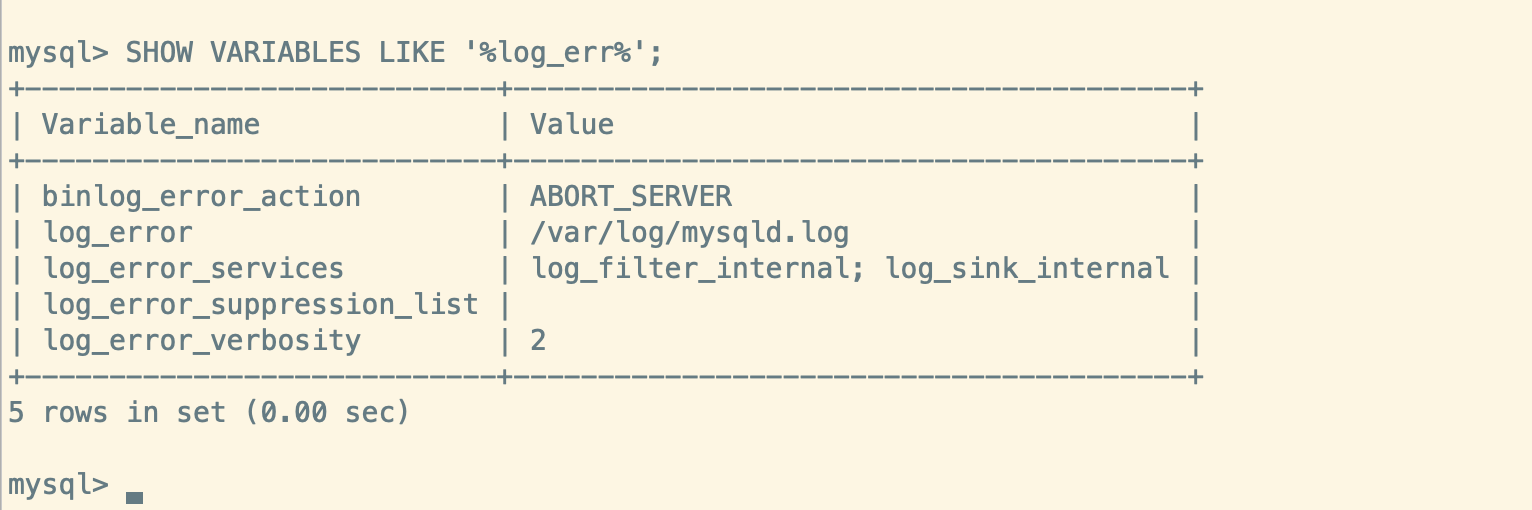 mysql> SHOW VARIABLES LIKE '%log_err%';
+----------------------------+----------------------------------------+
| Variable_name              | Value                                  |
+----------------------------+----------------------------------------+
| binlog_error_action        | ABORT_SERVER                           |
| log_error                  | /var/log/mysqld.log                    |
| log_error_services         | log_filter_internal; log_sink_internal |
| log_error_suppression_list |                                        |
| log_error_verbosity        | 2                                      |
+----------------------------+----------------------------------------+
5 rows in set (0.00 sec)
mysql>